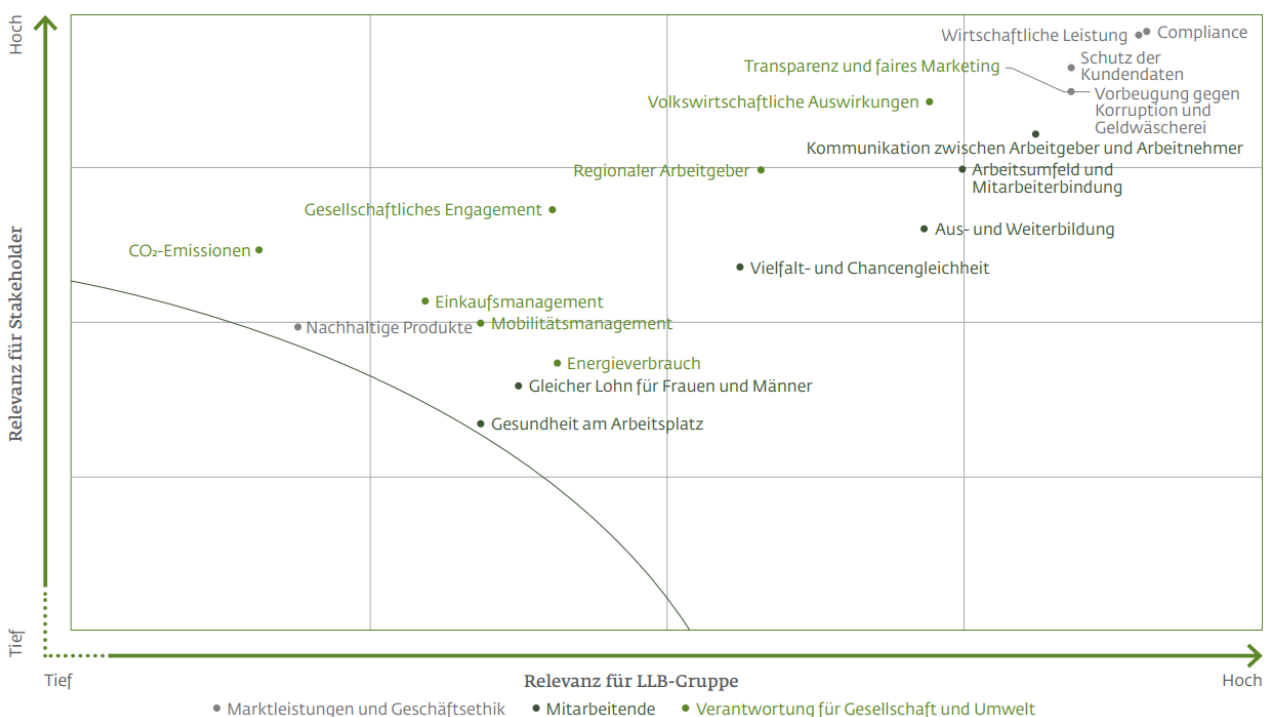 Hoch
Relevanz für Stakeholder
Tief
Wirtschaftliche Leistung
Compliance
Transparenz und faires Marketing
Schutz der
Kundendaten
Volkswirtschaftliche Auswirkungen
Vorbeugung gegen
Korruption und
Geldwäscherei
Kommunikation zwischen Arbeitgeber und Arbeitnehmer
Regionaler Arbeitgeber
Arbeitsumfeld und
Mitarbeiterbindung
Gesellschaftliches Engagement
Aus- und Weiterbildung
CO₂-Emissionen
Vielfalt- und Chancengleichheit
Einkaufsmanagement
Nachhaltige Produkte
Mobilitätsmanagement
Energieverbrauch
Gleicher Lohn für Frauen und Männer
Gesundheit am Arbeitsplatz
Tief
Relevanz für LLB-Gruppe
Hoch
Marktleistungen und Geschäftsethik
Mitarbeitende
Verantwortung für Gesellschaft und Umwelt